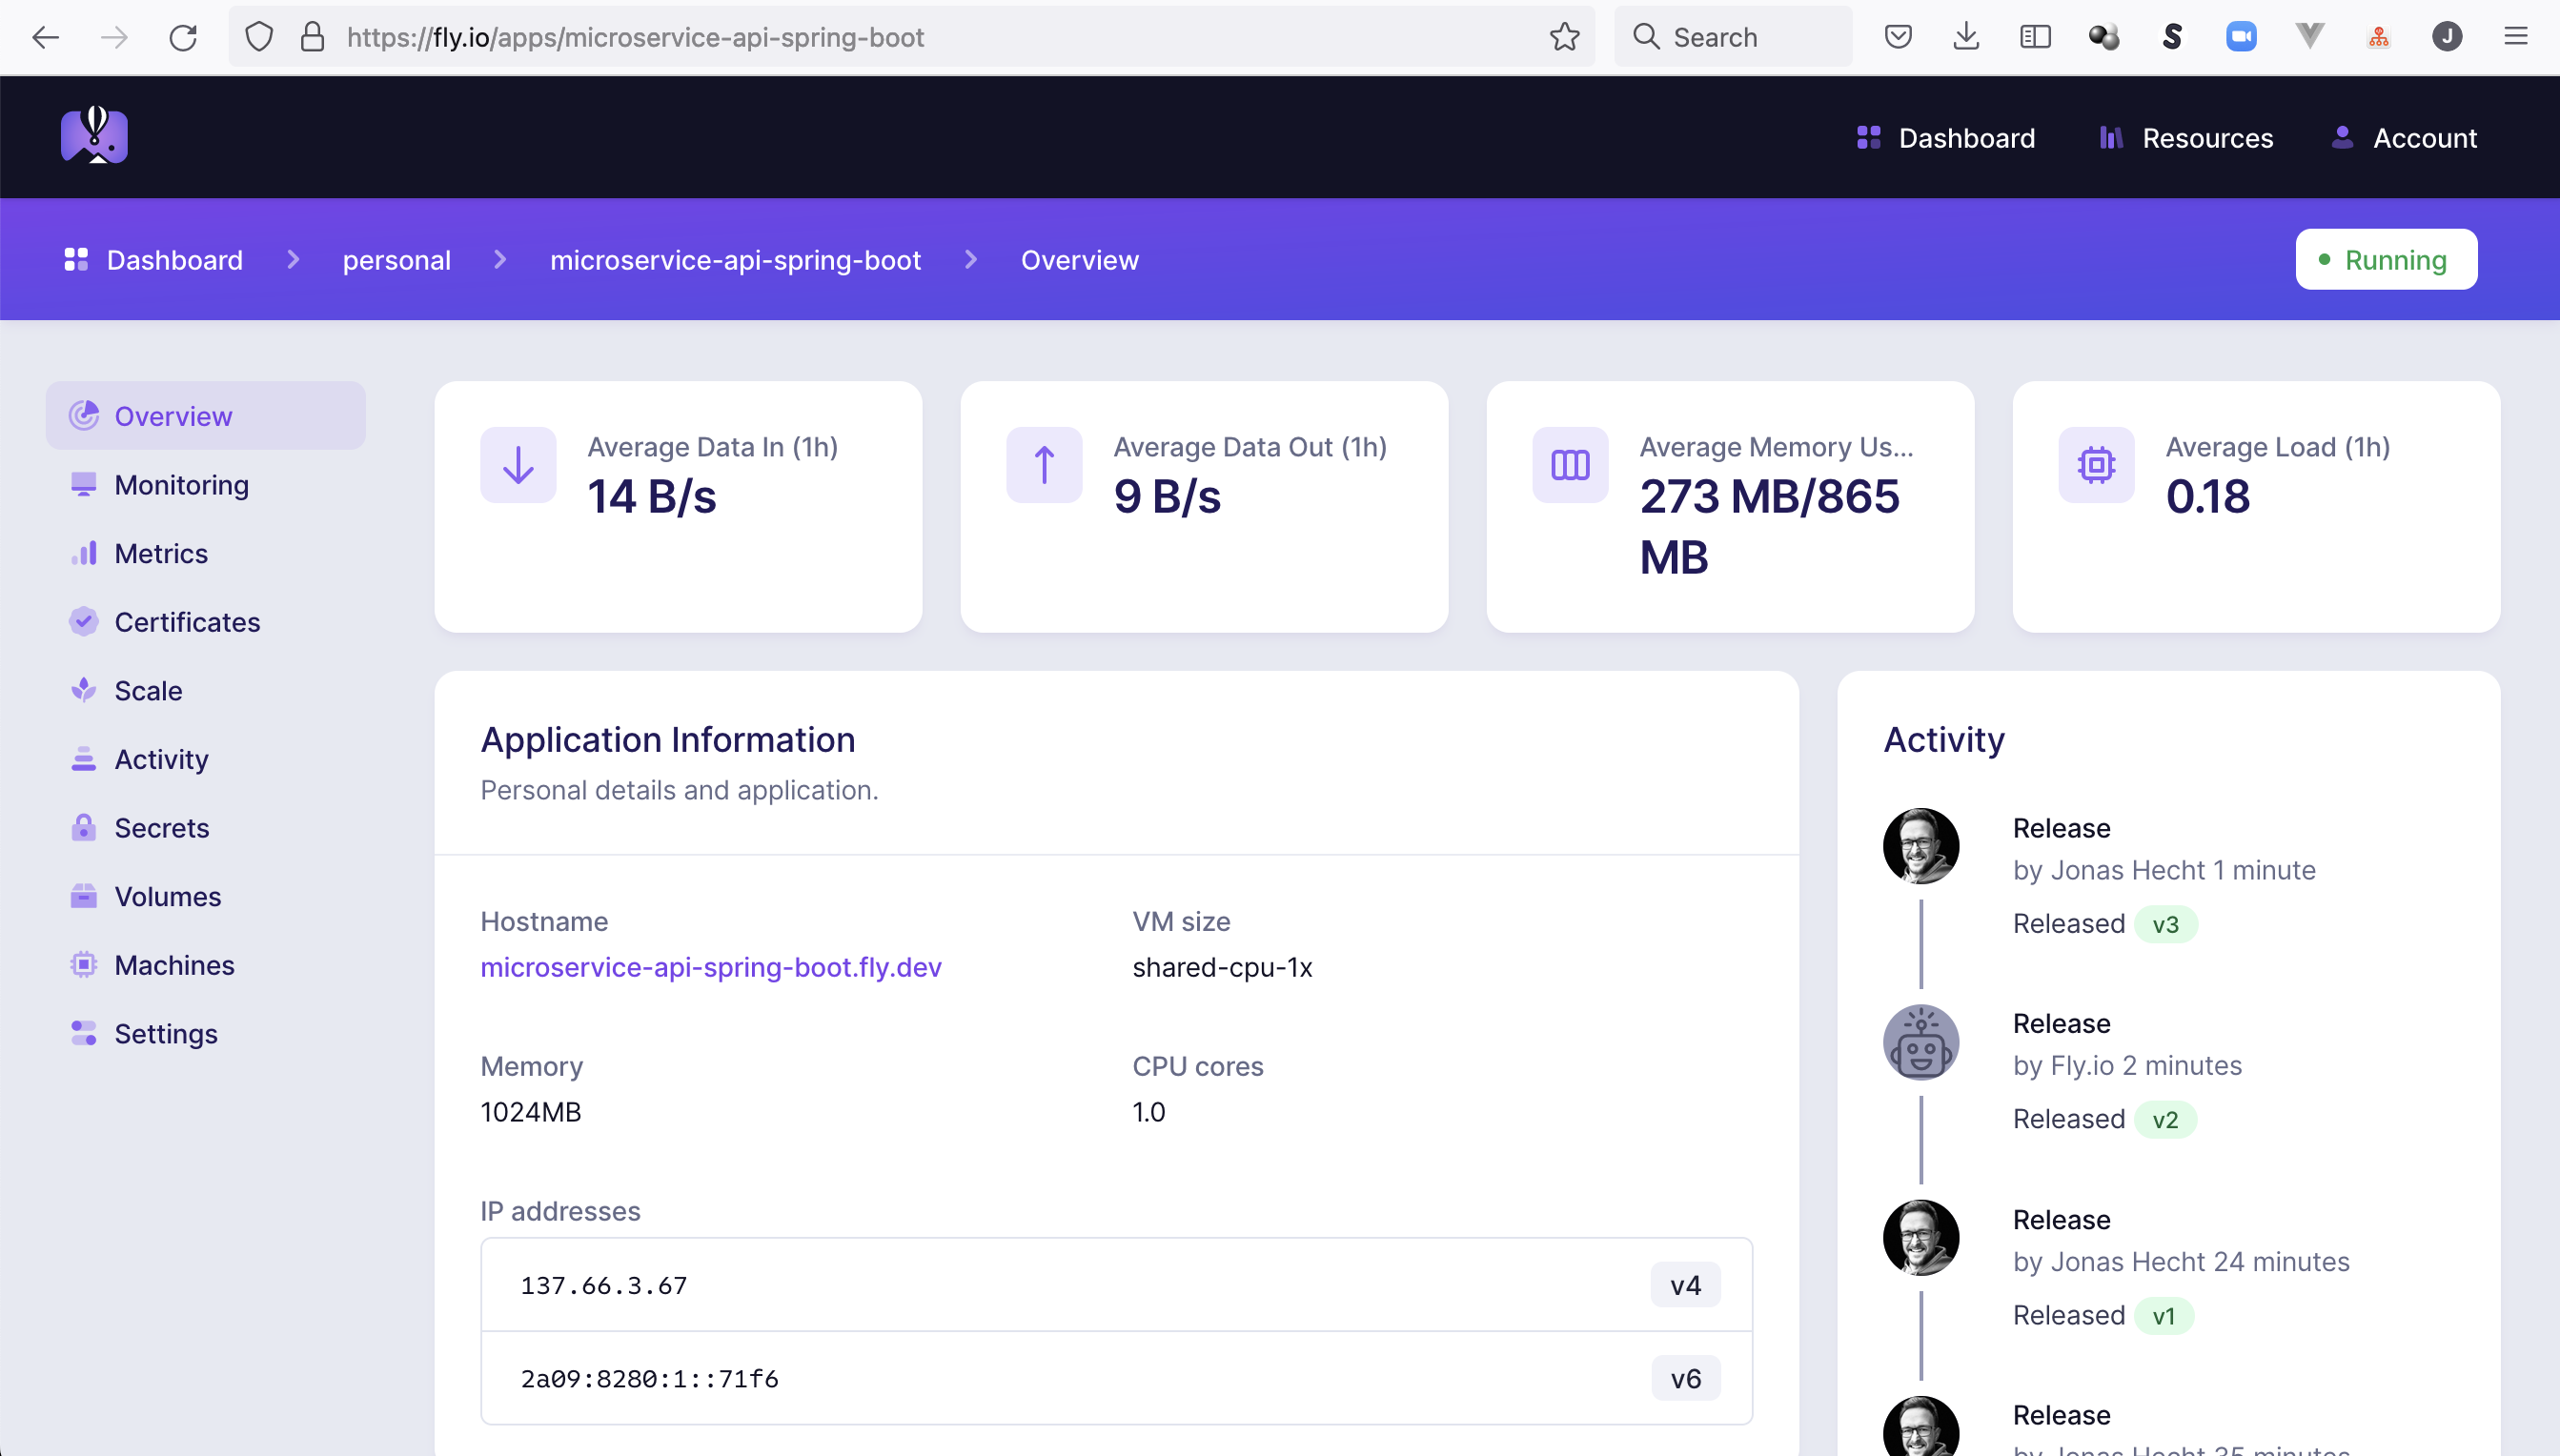 https://fly.io/apps/microservice-api-spring-boot
Search
J
Dashboard
Resources
Account
Dashboard
personal
microservice-api-spring-boot
Overview
Running
Overview
Monitoring
Metrics
Certificates
Scale
Activity
Secrets
Volumes
Machines
Settings
Average Data In (1h)
14 B/s
Average Data Out (1h)
9 B/s
Average Memory Us...
273 MB/865
MB
Average Load (1h)
0.18
Application Information
Personal details and application.
Hostname
microservice-api-spring-boot.fly.dev
VM size
shared-cpu-1x
Memory
1024MB
CPU cores
1.0
IP addresses
137.66.3.67
v4
2a09:8280:1::71f6
v6
Activity
Release
by Jonas Hecht 1 minute
Released v3
Release
by Fly.io 2 minutes
Released v2
Release
by Jonas Hecht 24 minutes
Released v1
Release
by Jonas Hecht 35 minutes